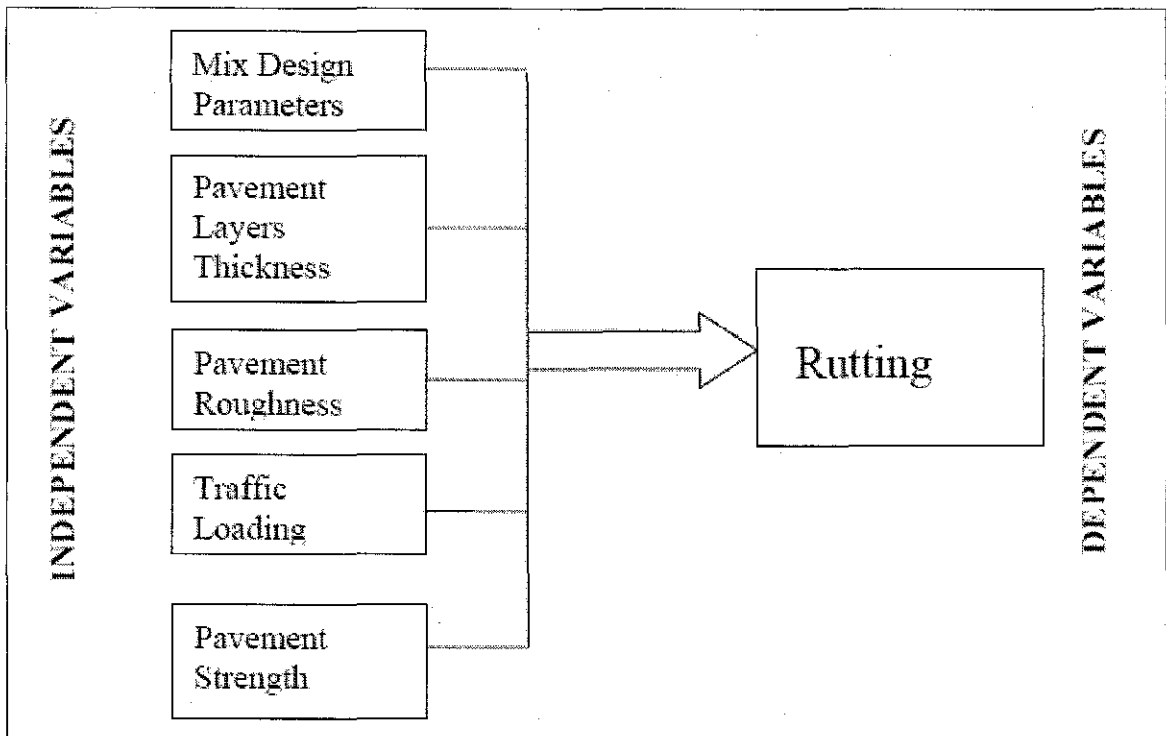 INDEPENDENT VARIABLES
Mix Design
Parameters
Pavement
Layers
Thickness
Pavement
Roughness
Traffic
Loading
Pavement
Strength
Rutting
DEPENDENT VARIABLES